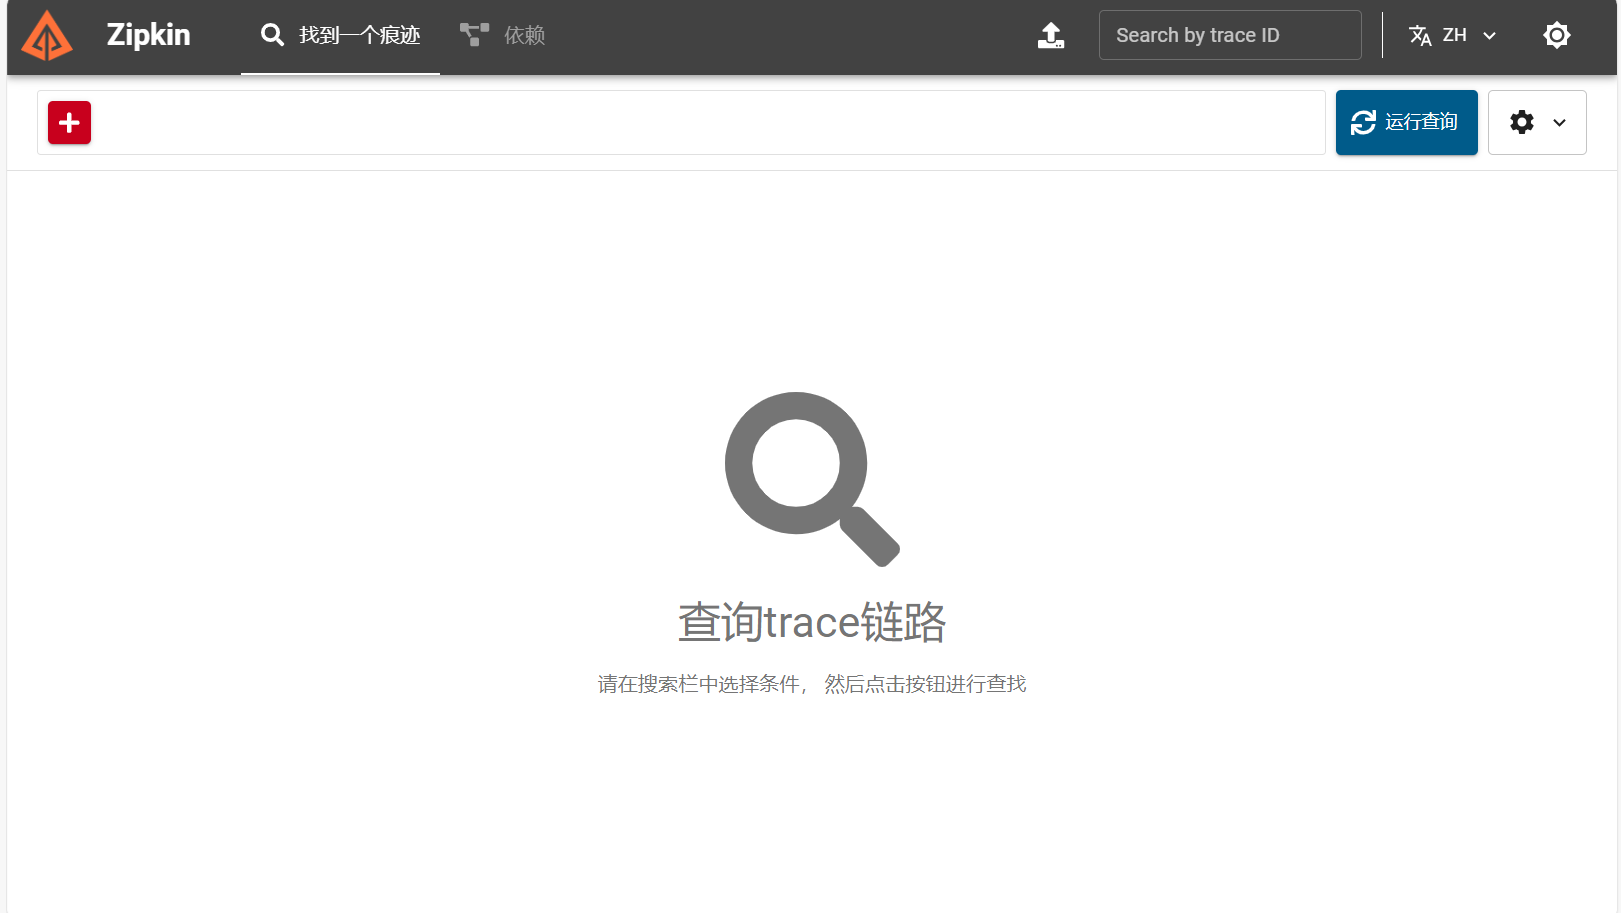 Zipkin
找到一个痕迹
依赖
Search by trace ID
ZH
运行查询
查询trace链路
请在搜索栏中选择条件， 然后点击按钮进行查找